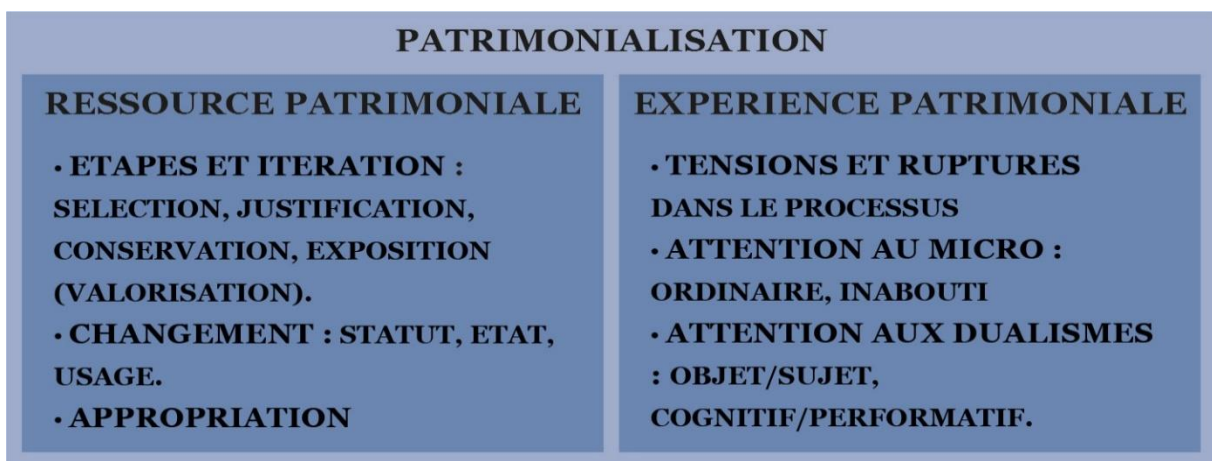 PATRIMONIALISATION
RESSOURCE PATRIMONIALE
• ETAPES ET ITERATION :
SELECTION, JUSTIFICATION,
CONSERVATION, EXPOSITION
(VALORISATION).
• CHANGEMENT : STATUT, ETAT,
USAGE.
• APPROPRIATION
EXPERIENCE PATRIMONIALE
• TENSIONS ET RUPTURES
DANS LE PROCESSUS
• ATTENTION AU MICRO :
ORDINAIRE, INABOUTI
• ATTENTION AUX DUALISMES
: OBJET/SUJET,
COGNITIF/PERFORMATIF.